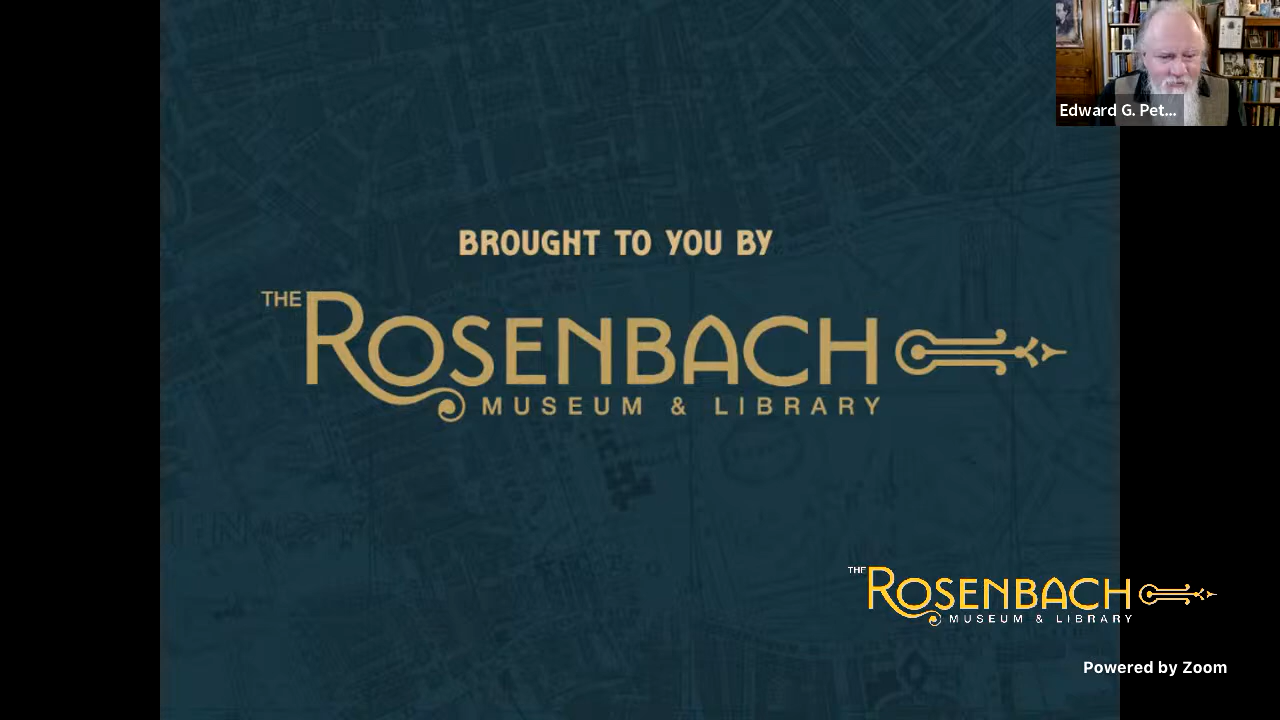 Edward G. Pet...
BROUGHT TO YOU BY
THE
ROSENBACH
MUSEUM & LIBRARY
THE
ROSENBACH
MUSEUM & LIBRARY
Powered by Zoom